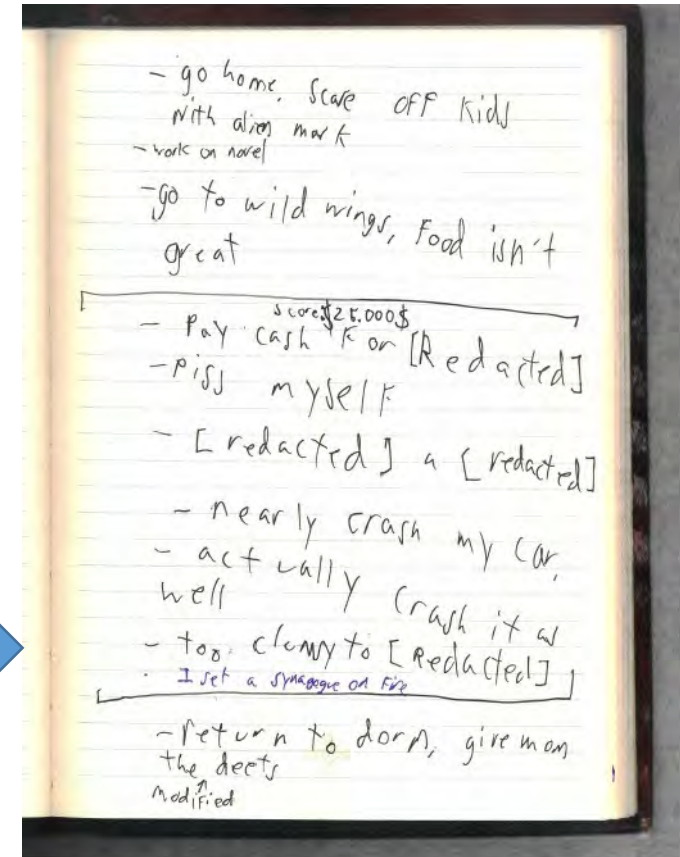 - go home, scare off kids
with alien mark
- work on novel
- go to wild wings, Food isn't
great
score: $25.000$
- Pay cash For [Redacted]
- Piss myself
- [redacted] a [redacted]
- nearly crash my car,
- actually crash it as
well
- too clumsy to [Redacted]
I set a synagogue on fire
- return to dorm, give mom
the deets
modified